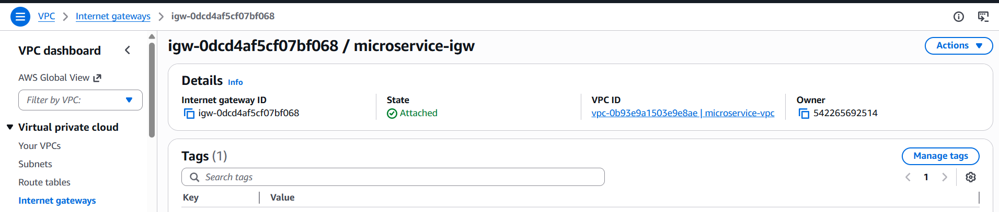 VPC > Internet gateways > igw-0dcd4af5cf07bf068
VPC dashboard
AWS Global View
Filter by VPC:
Virtual private cloud
Your VPCs
Subnets
Route tables
Internet gateways
igw-0dcd4af5cf07bf068 / microservice-igw
Actions
Details Info
Internet gateway ID
igw-0dcd4af5cf07bf068
State
Attached
VPC ID
vpc-0b93e9a1503e9e8ae | microservice-vpc
Owner
542265692514
Tags (1)
Manage tags
Search tags
1
Key Value